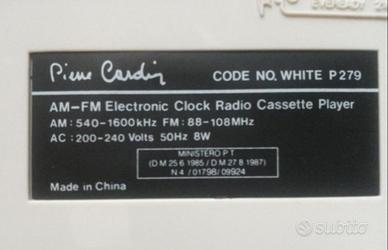 EVEREADY
Pierre Cardin
CODE NO. WHITE P279
AM-FM Electronic Clock Radio Cassette Player
AM: 540-1600kHz FM: 88-108MHz
AC: 200-240 Volts 50Hz 8W
MINISTERO P T
(D M 25 6 1985 / D M 27 8 1987)
N 4 / 01798/ 09924
Made in China
subito